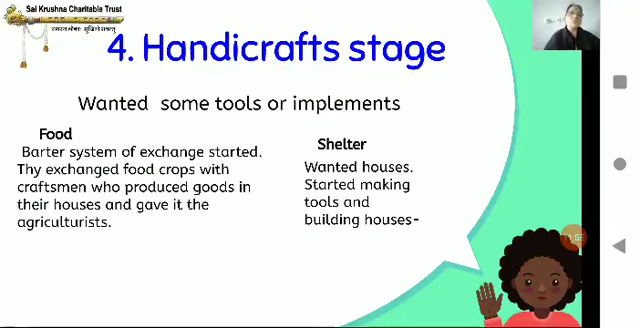 Sai Krushna Charitable Trust
4. Handicrafts stage
Wanted some tools or implements
Food
Barter system of exchange started.
Thy exchanged food crops with
craftsmen who produced goods in
their houses and gave it the
agriculturists.
Shelter
Wanted houses.
Started making
tools and
building houses-